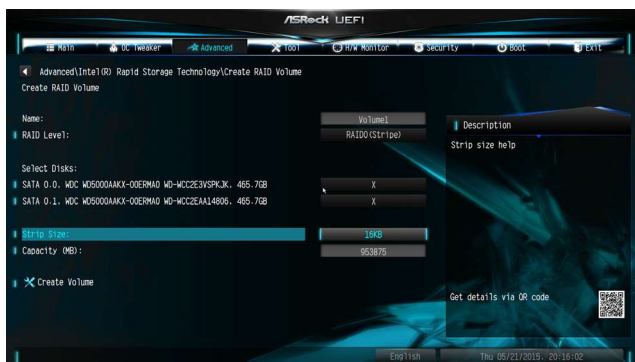 ASRock UEFI
Main OC Tweaker Advanced Tool H/W Monitor Security Boot Exit
Advanced\Intel(R) Rapid Storage Technology\Create RAID Volume
Create RAID Volume
Name: Volume1
RAID Level: RAID0(Stripe)
Description
Strip size help
Select Disks:
SATA 0.0. WDC WD5000AAKX-00ERMA0 WD-WCC2E3VSPKJK. 465.7GB X
SATA 0.1. WDC WD5000AAKX-00ERMA0 WD-WCC2EAA14806. 465.7GB X
Strip Size: 16KB
Capacity (MB): 953875
Create Volume
Get details via QR code
English Thu 05/21/2015. 20:16:02